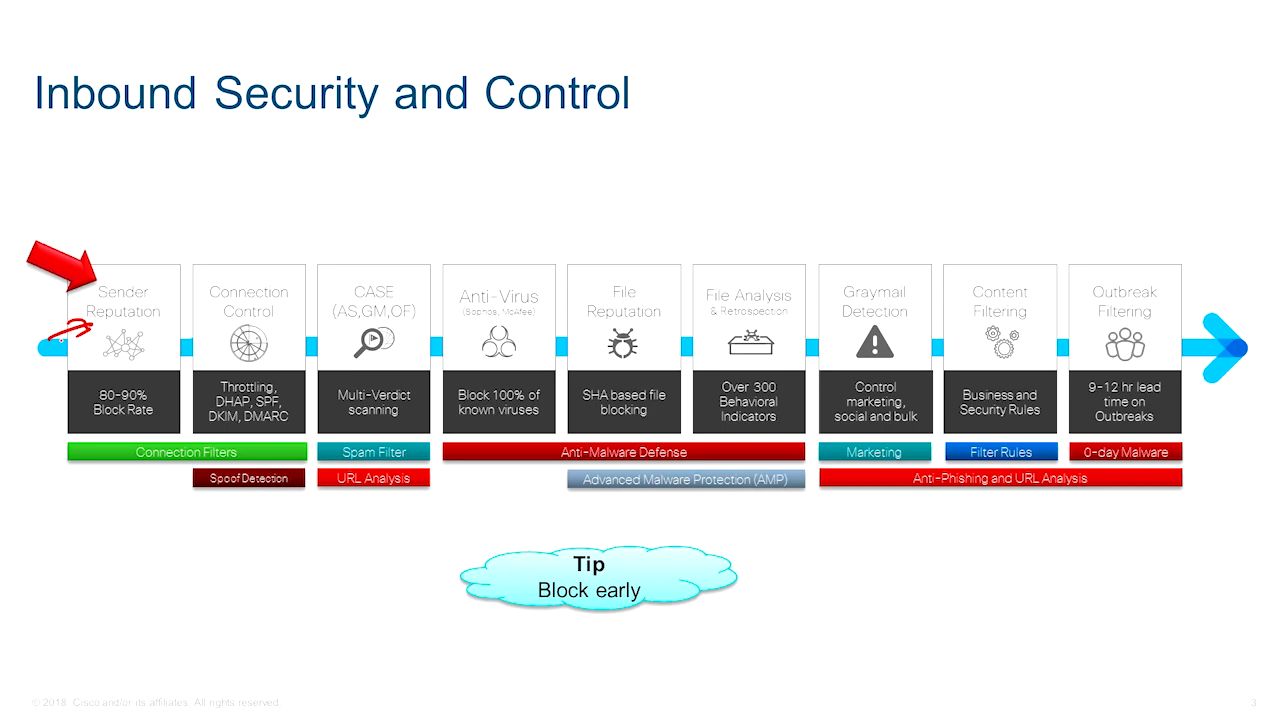 Inbound Security and Control
Sender
Reputation
Connection
Control
CASE
(AS,GM,OF)
Anti-Virus
(Sophos, McAfee)
File
Reputation
File Analysis
& Retrospection
Graymail
Detection
Content
Filtering
Outbreak
Filtering
80-90%
Block Rate
Throttling,
DHAP, SPF,
DKIM, DMARC
Multi-Verdict
scanning
Block 100% of
known viruses
SHA based file
blocking
Over 300
Behavioral
Indicators
Control
marketing,
social and bulk
Business and
Security Rules
9-12 hr lead
time on
Outbreaks
Connection Filters
Spam Filter
Anti-Malware Defense
Marketing
Filter Rules
0-day Malware
Spoof Detection
URL Analysis
Advanced Malware Protection (AMP)
Anti-Phishing and URL Analysis
Tip
Block early
© 2018 Cisco and/or its affiliates. All rights reserved.
3